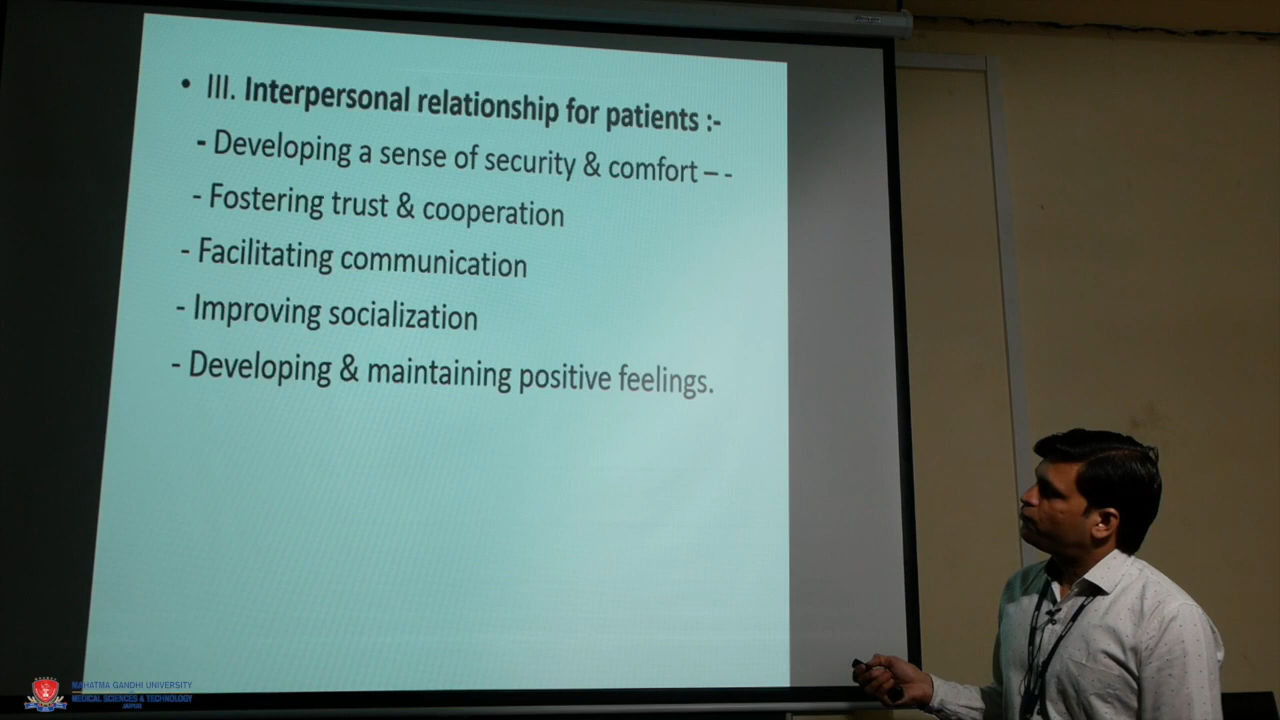 • III. Interpersonal relationship for patients :-
- Developing a sense of security & comfort – -
- Fostering trust & cooperation
- Facilitating communication
- Improving socialization
- Developing & maintaining positive feelings.
MAHATMA GANDHI UNIVERSITY
MEDICAL SCIENCES & TECHNOLOGY
JAIPUR